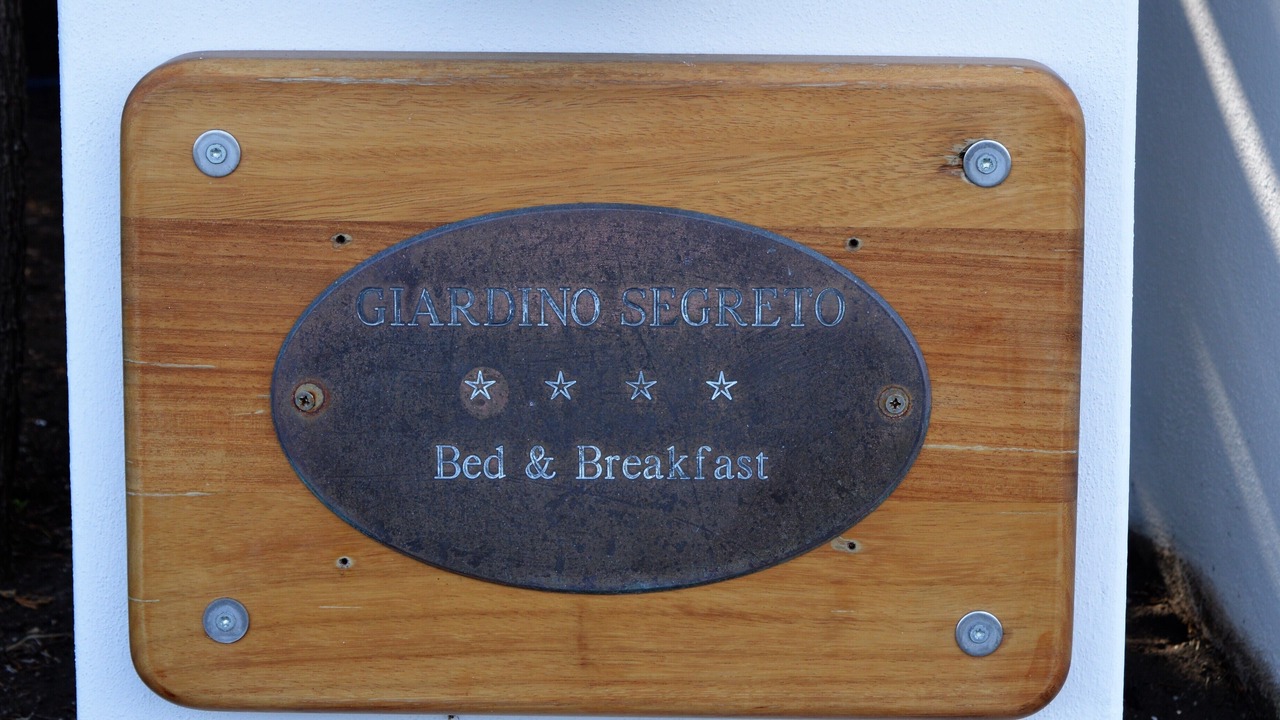 GIARDINO SEGRETO
☆ ☆ ☆ ☆
Bed & Breakfast